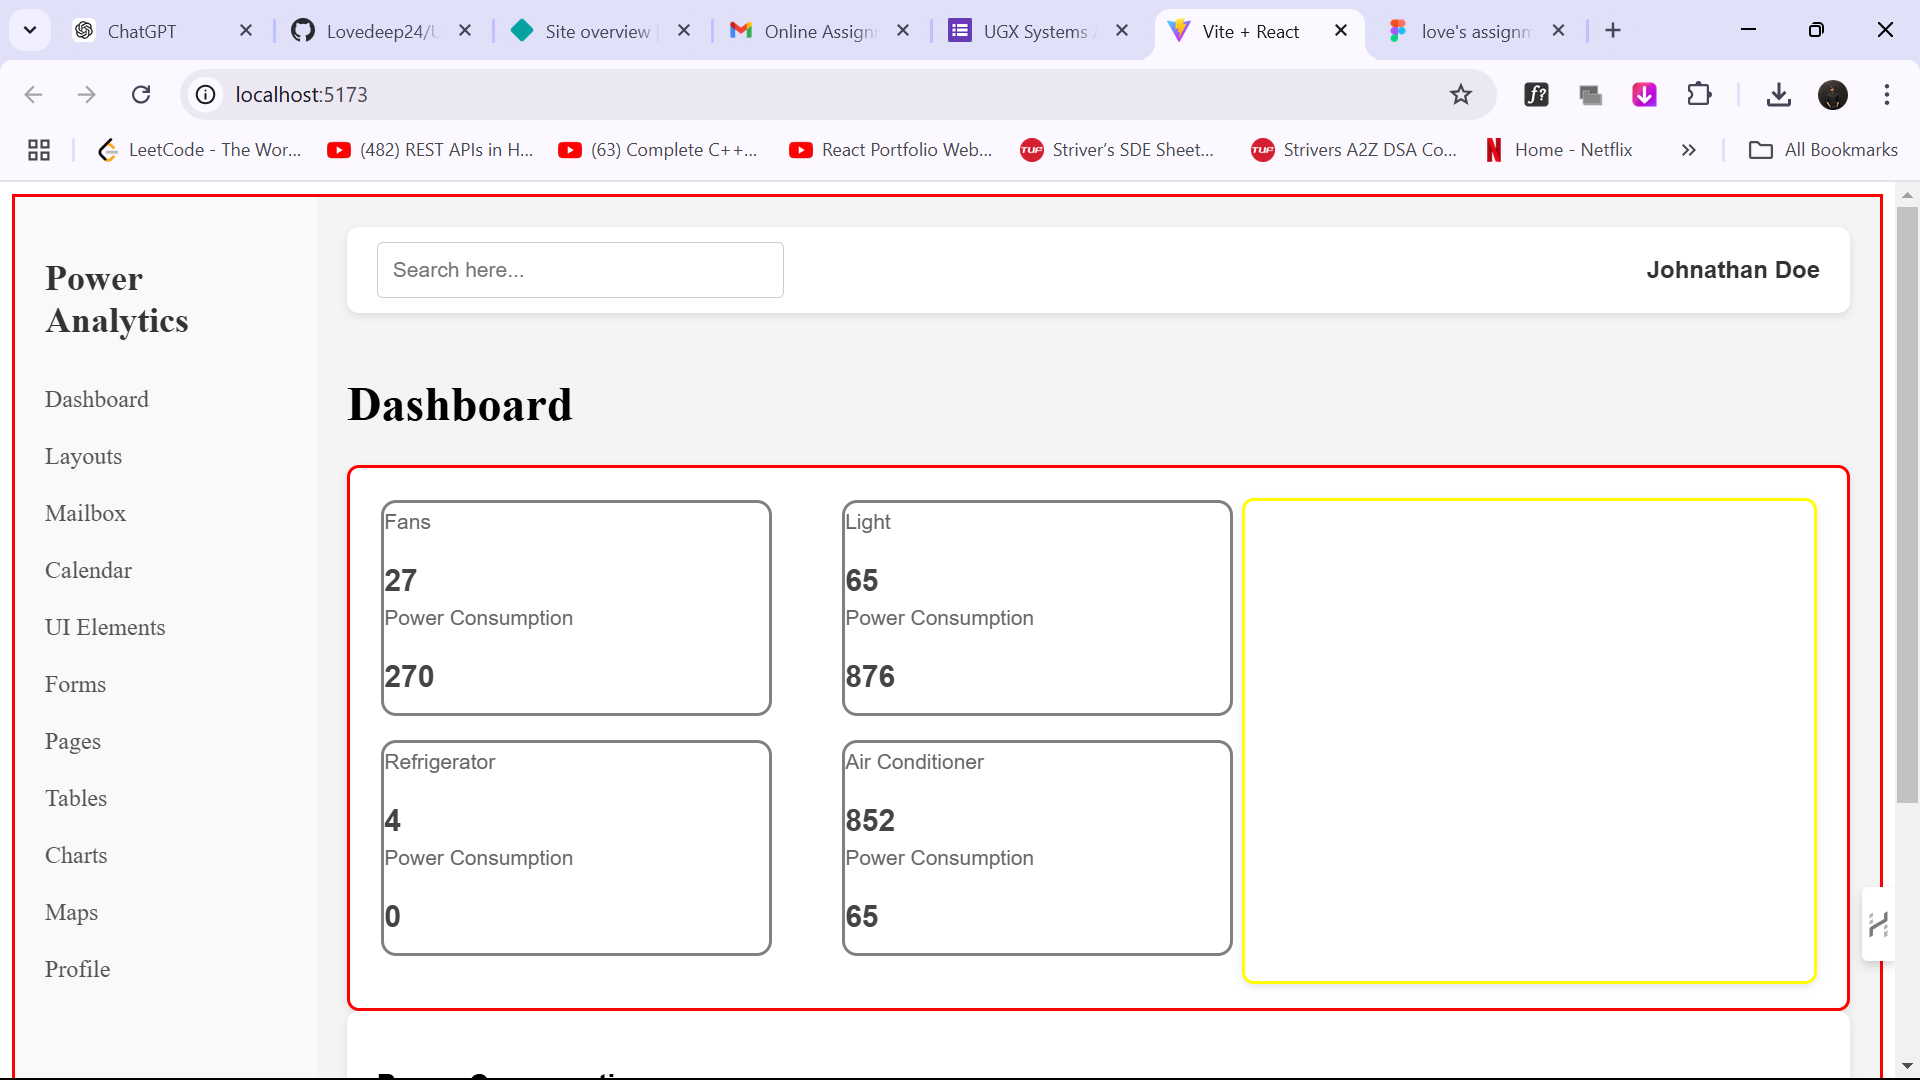 ChatGPT
Lovedeep24/U
Site overview
Online Assignm
UGX Systems A
Vite + React
love's assignm
localhost:5173
f?
LeetCode - The Wor...
(482) REST APIs in H...
(63) Complete C++...
React Portfolio Web...
TUF
Striver's SDE Sheet...
TUF
Strivers A2Z DSA Co...
Home - Netflix
»
All Bookmarks
Power
Analytics
Dashboard
Layouts
Mailbox
Calendar
UI Elements
Forms
Pages
Tables
Charts
Maps
Profile
Search here...
Johnathan Doe
Dashboard
Fans
27
Power Consumption
270
Light
65
Power Consumption
876
Refrigerator
4
Power Consumption
0
Air Conditioner
852
Power Consumption
65